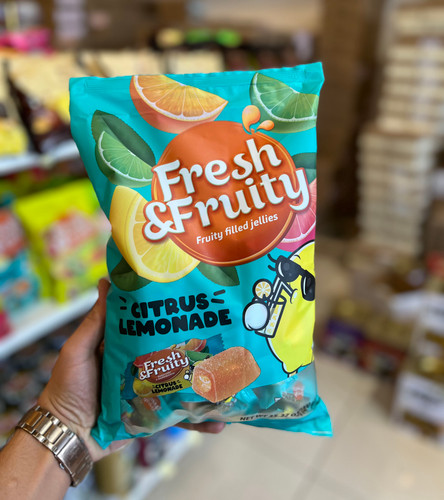 Fresh
&Fruity
Fruity filled jellies
CITRUS
LEMONADE
Fresh
&Fruity
CITRUS
LEMONADE